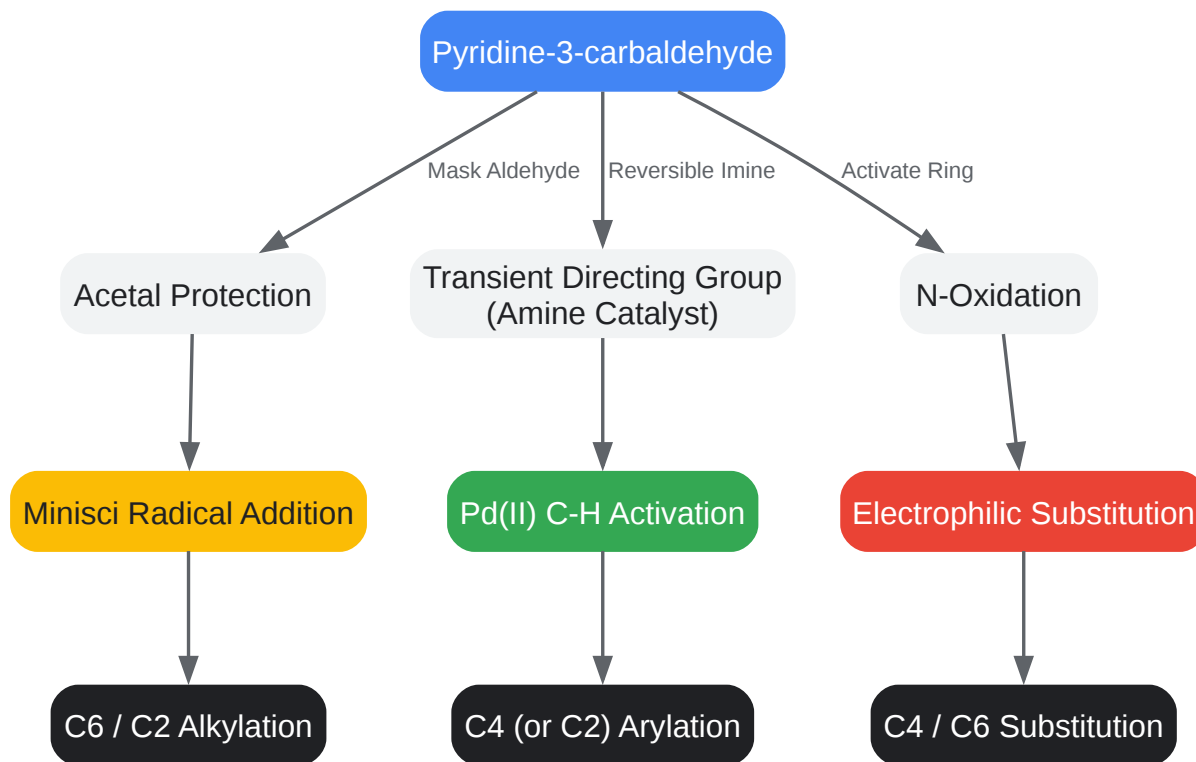 Pyridine-3-carbaldehyde
Mask Aldehyde
Reversible Imine
Activate Ring
Acetal Protection
Transient Directing Group
(Amine Catalyst)
N-Oxidation
Minisci Radical Addition
Pd(II) C-H Activation
Electrophilic Substitution
C6 / C2 Alkylation
C4 (or C2) Arylation
C4 / C6 Substitution